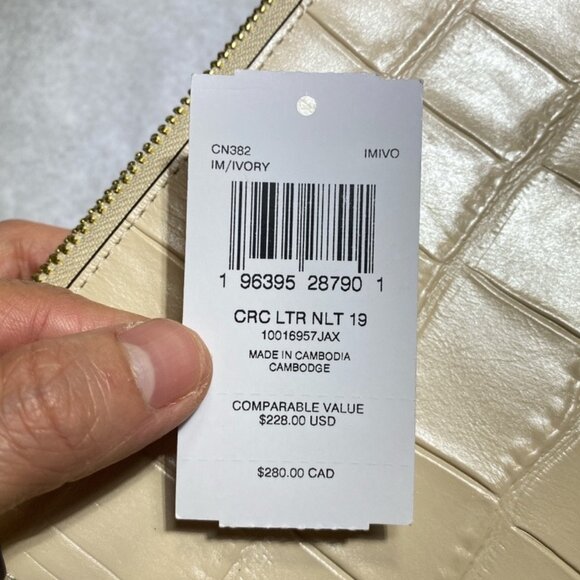 CN382 IMIVO
IM/IVORY
1 96395 28790 1
CRC LTR NLT 19
10016957JAX
MADE IN CAMBODIA
CAMBODGE
COMPARABLE VALUE
$228.00 USD
$280.00 CAD